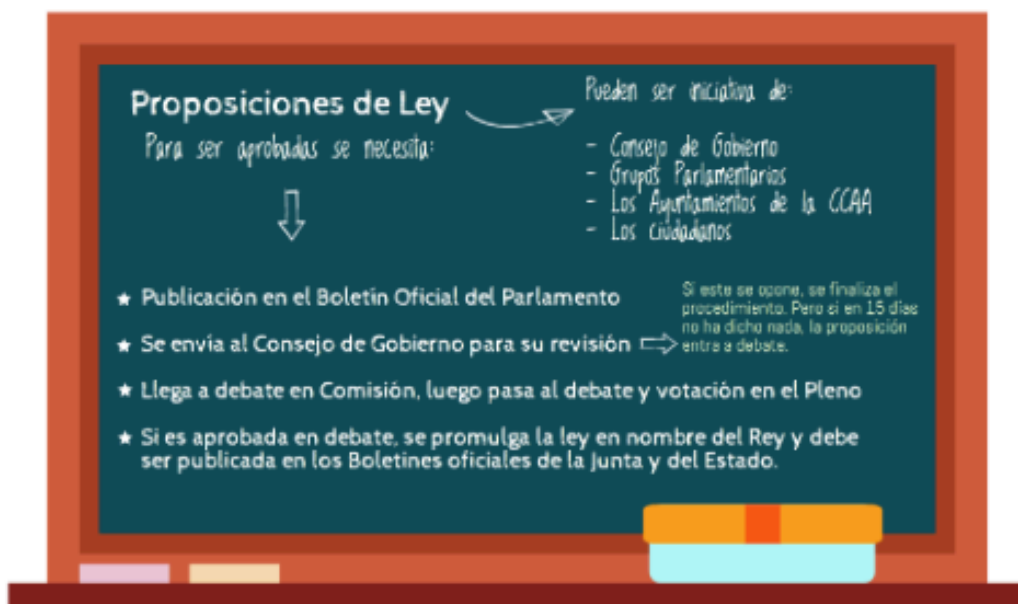 Proposiciones de Ley
Para ser aprobadas se necesita:
Pueden ser iniciativa de:
- Consejo de Gobierno
- Grupos Parlamentarios
- Los Ayuntamientos de la CCAA
- Los ciudadanos
★ Publicación en el Boletín Oficial del Parlamento
★ Se envía al Consejo de Gobierno para su revisión
Si este se opone, se finaliza el
procedimiento. Pero si en 15 días
no ha dicho nada, la proposición
entra a debate.
★ Llega a debate en Comisión, luego pasa al debate y votación en el Pleno
★ Si es aprobada en debate, se promulga la ley en nombre del Rey y debe
ser publicada en los Boletines oficiales de la Junta y del Estado.